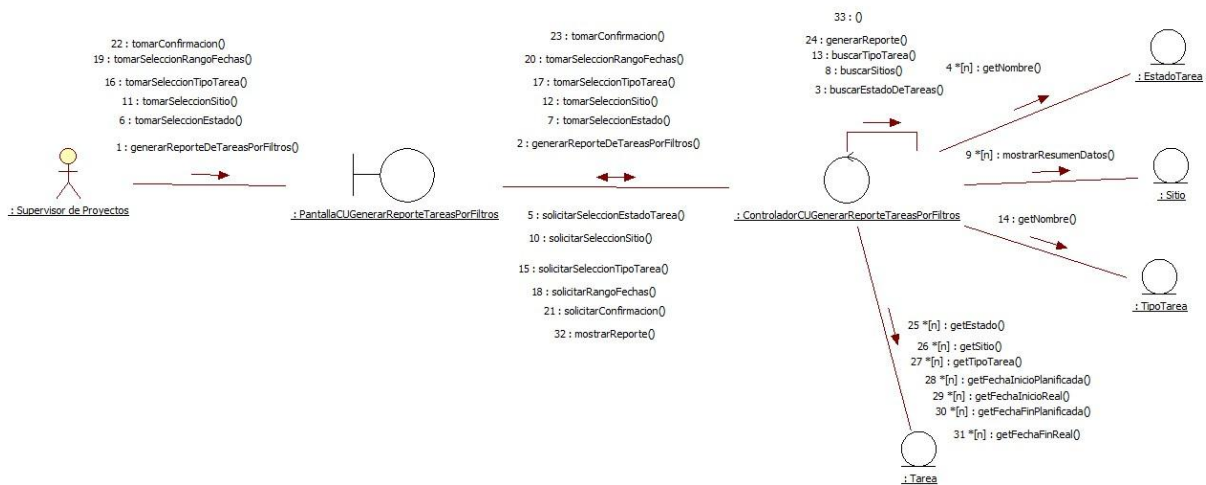 22 : tomarConfirmacion()
19 : tomarSeleccionRangoFechas()
16 : tomarSeleccionTipoTarea()
11 : tomarSeleccionSitio()
6 : tomarSeleccionEstado()
1 : generarReporteDeTareasPorFiltros()
: Supervisor de Proyectos
23 : tomarConfirmacion()
20 : tomarSeleccionRangoFechas()
17 : tomarSeleccionTipoTarea()
12 : tomarSeleccionSitio()
7 : tomarSeleccionEstado()
2 : generarReporteDeTareasPorFiltros()
: PantallaCUGenerarReporteTareasPorFiltros
5 : solicitarSeleccionEstadoTarea()
10 : solicitarSeleccionSitio()
15 : solicitarSeleccionTipoTarea()
18 : solicitarRangoFechas()
21 : solicitarConfirmacion()
32 : mostrarReporte()
33 : ()
24 : generarReporte()
13 : buscarTipoTarea()
8 : buscarSitios()
3 : buscarEstadoDeTareas()
: ControladorCUGenerarReporteTareasPorFiltros
4 *[n] : getNombre()
: EstadoTarea
9 *[n] : mostrarResumenDatos()
: Sitio
14 : getNombre()
: TipoTarea
25 *[n] : getEstado()
26 *[n] : getSitio()
27 *[n] : getTipoTarea()
28 *[n] : getFechaInicioPlanificada()
29 *[n] : getFechaInicioReal()
30 *[n] : getFechaFinPlanificada()
31 *[n] : getFechaFinReal()
: Tarea